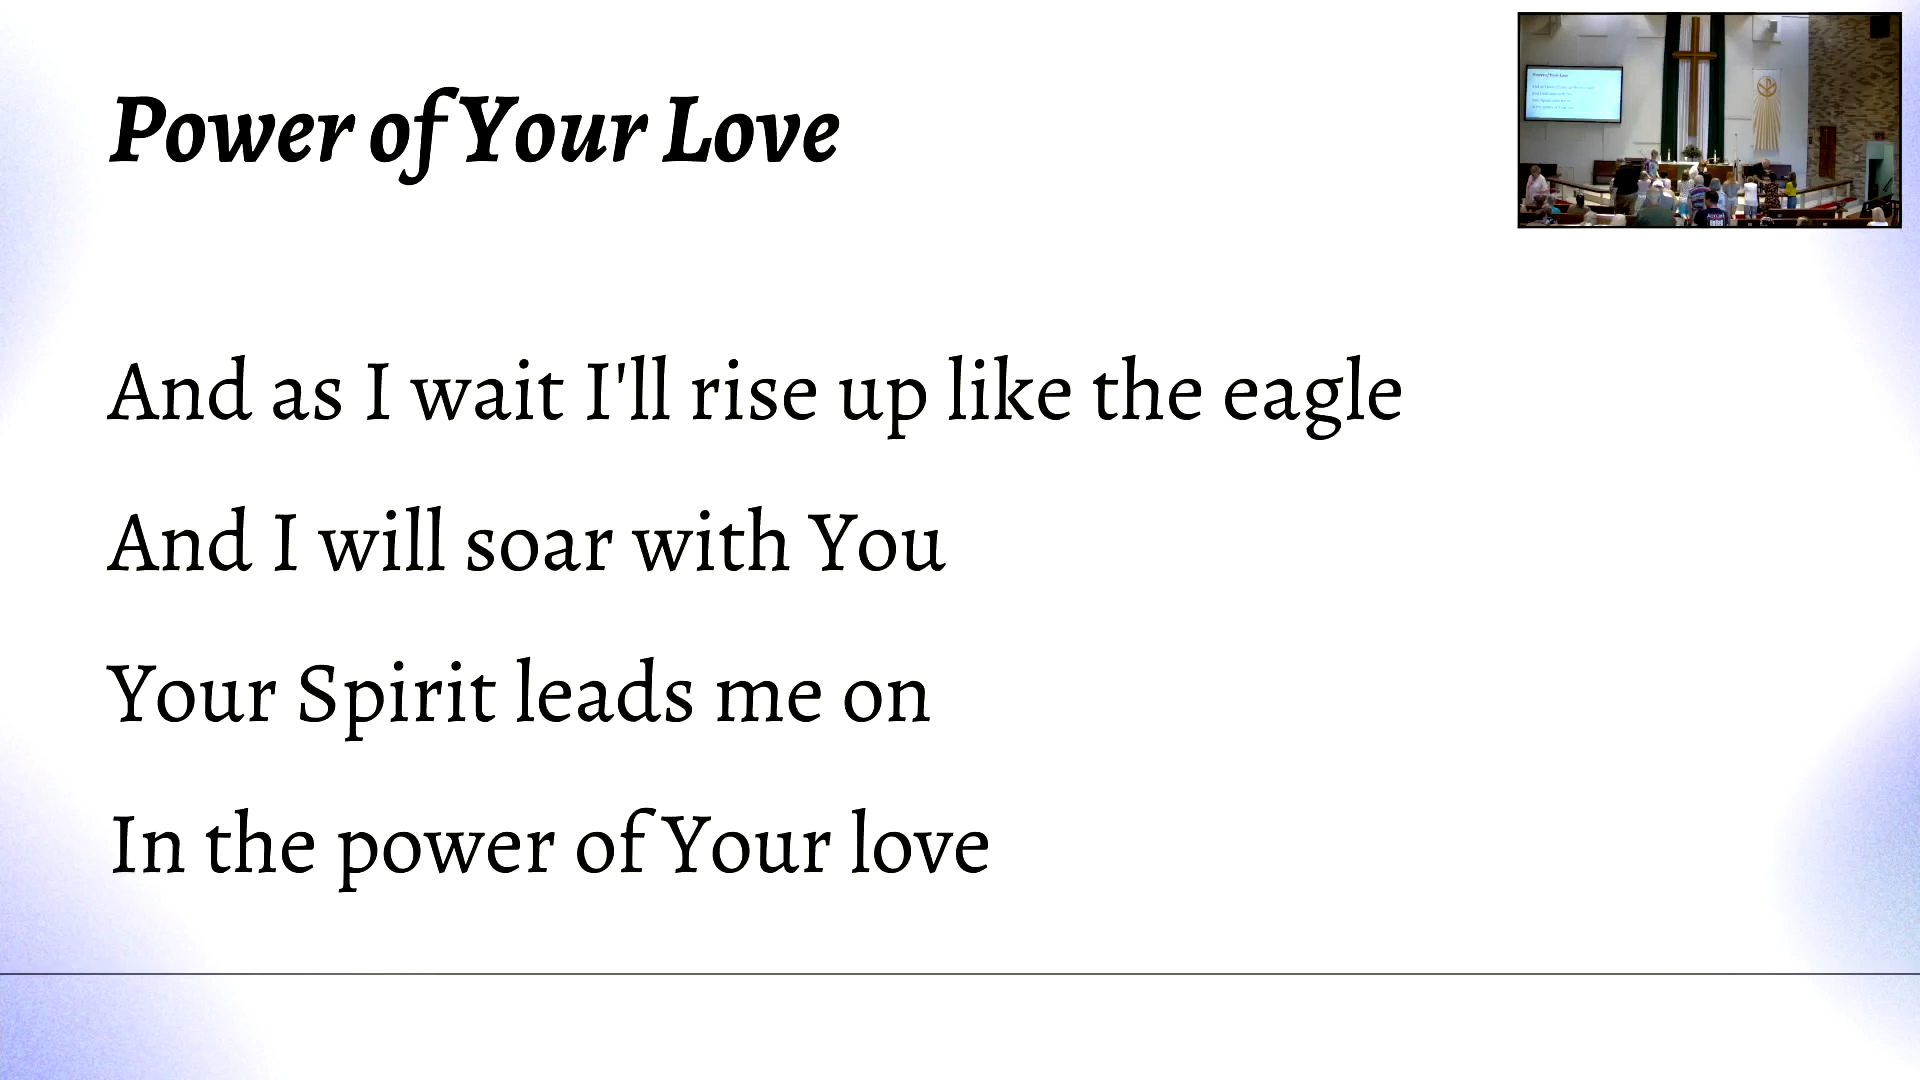 Power of Your Love
And as I wait I'll rise up like the eagle
And I will soar with You
Your Spirit leads me on
In the power of Your love